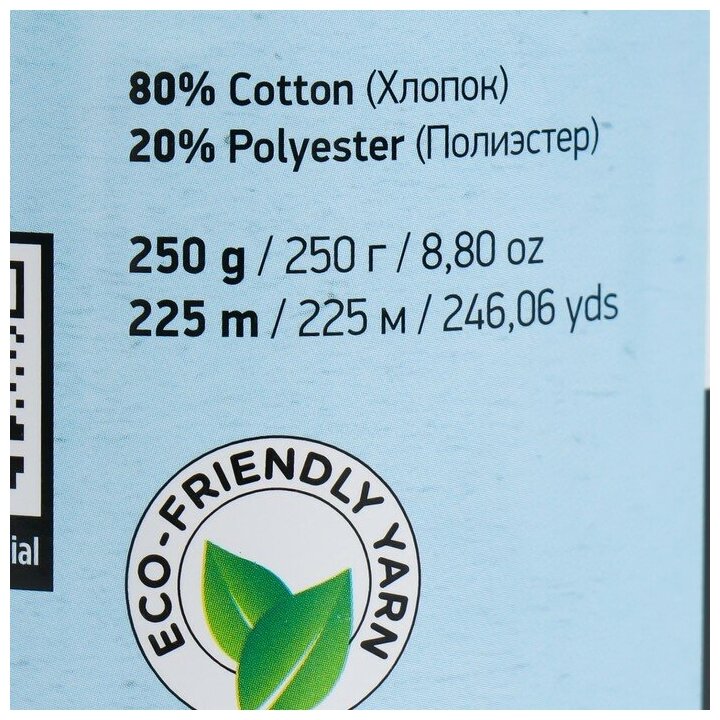 80% Cotton (Хлопок)
20% Polyester (Полиэстер)
250 g / 250 г / 8,80 oz
225 m / 225 м / 246,06 yds
ECO-FRIENDLY YARN